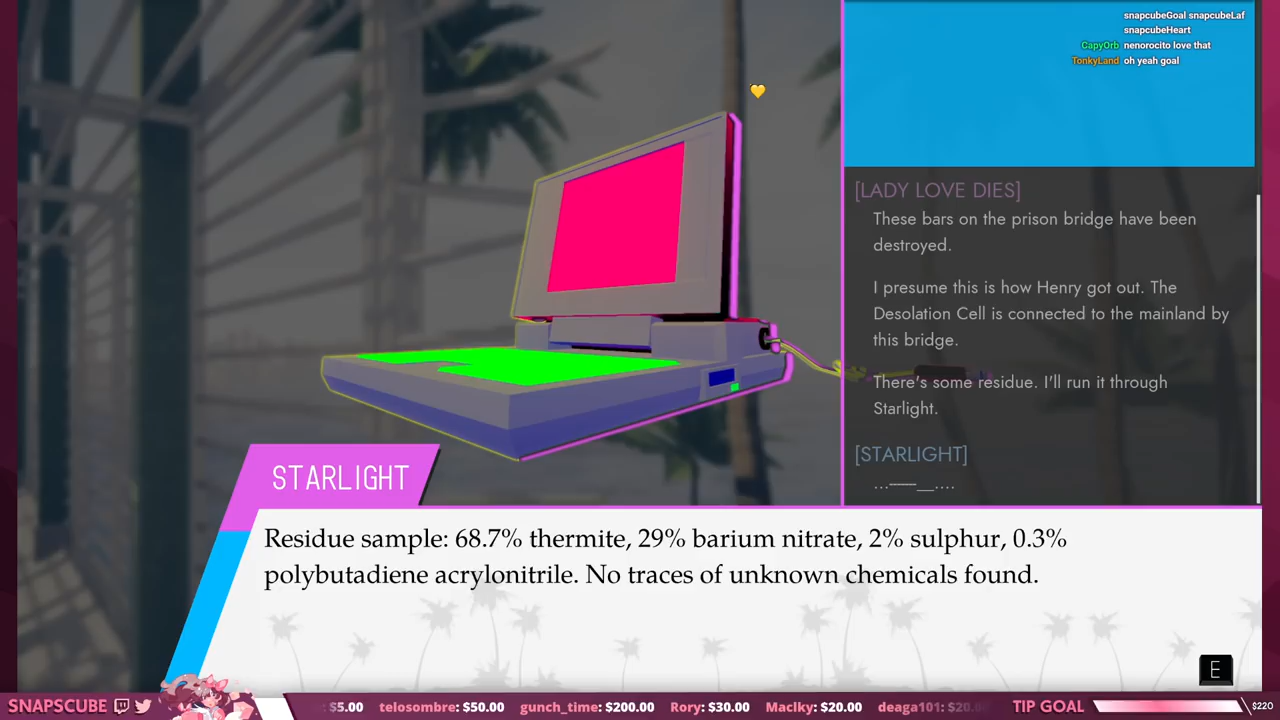 snapcubeGoal snapcubeLaf
snapcubeHeart
CapyOrb nenorocito love that
TonkyLand oh yeah goal
[LADY LOVE DIES]
These bars on the prison bridge have been
destroyed.
I presume this is how Henry got out. The
Desolation Cell is connected to the mainland by
this bridge.
There's some residue. I'll run it through
Starlight.
[STARLIGHT]
...-----__....
STARLIGHT
Residue sample: 68.7% thermite, 29% barium nitrate, 2% sulphur, 0.3%
polybutadiene acrylonitrile. No traces of unknown chemicals found.
E
SNAPSCUBE : $5.00 telosombre: $50.00 gunch_time: $200.00 Rory: $30.00 Maclky: $20.00 deaga101: $20.0 TIP GOAL $220